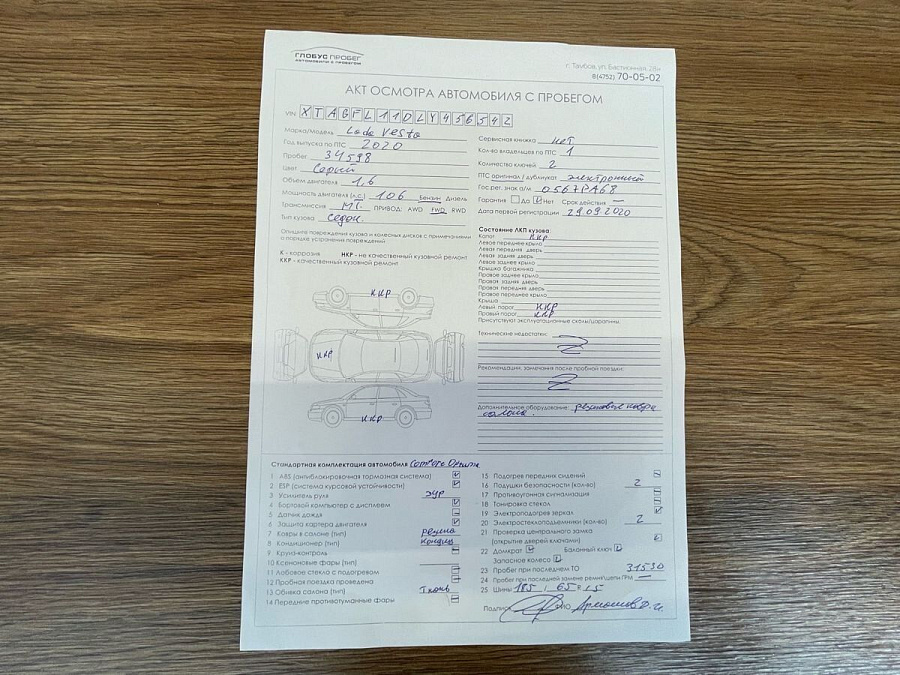 ГЛОБУС ПРОБЕГ
АВТОМОБИЛИ С ПРОБЕГОМ
г. Тамбов, ул. Бастионная, 28и
8(4752) 70-05-02
АКТ ОСМОТРА АВТОМОБИЛЯ С ПРОБЕГОМ
VIN: XTAGFL11DLY456542
Марка/Модель Lada Vesta
Год выпуска по ПТС 2020
Пробег 34598
Цвет Серый
Объем двигателя 1,6
Мощность двигателя (л.с.) 106 Бензин Дизель
Трансмиссия МТ. ПРИВОД: AWD FWD RWD
Тип кузова Седан.
Опишите повреждения кузова и колесных дисков с примечаниями
о порядке устранения повреждений
К - коррозия НКР - не качественный кузовной ремонт
ККР - качественный кузовной ремонт
ККР
ККР
ККР
Сервисная книжка нет
Кол-во владельцев по ПТС 1
Количество ключей 2
ПТС оригинал / дубликат электронный
Гос. рег. знак а/м О567РА68
Гарантия Да Нет Срок действия —
Дата первой регистрации 29.09.2020
Состояние ЛКП кузова
Капот ККР
Левое переднее крыло
Левая передняя дверь
Левая задняя дверь
Левое заднее крыло
Крышка багажника
Правое заднее крыло
Правая задняя дверь
Правая передняя дверь
Правое переднее крыло
Крыша
Левый порог ККР
Правый порог ККР
Присутствуют эксплуатационные сколы/царапины.
Технические недостатки:
Рекомендации, замечания после пробной поездки:
Дополнительное оборудование: резиновые ковры
салона.
Стандартная комплектация автомобиля Comfort
1 ABS (антиблокировочная тормозная система)
2 ESP (система курсовой устойчивости)
3 Усилитель руля ЭУР
4 Бортовой компьютер с дисплеем
5 Датчик дождя
6 Защита картера двигателя
7 Ковры в салоне (тип) резина
8 Кондиционер (тип) кондиц
9 Круиз-контроль
10 Ксеноновые фары (тип)
11 Лобовое стекло с подогревом
12 Пробная поездка проведена
13 Обивка салона (тип) Ткань
14 Передние противотуманные фары
15 Подогрев передних сидений
16 Подушки безопасности (кол-во) 2
17 Противоугонная сигнализация
18 Тонировка стекол
19 Электроподогрев зеркал
20 Электростеклоподъемники (кол-во) 2
21 Проверка центрального замка
(открытие дверей ключами)
22 Домкрат Балонный ключ
Запасное колесо
23 Пробег при последнем ТО 31530
24 Пробег при последней замене ремня/цепи ГРМ —
25 Шины 185 / 65 R 15
Подпись ФИО